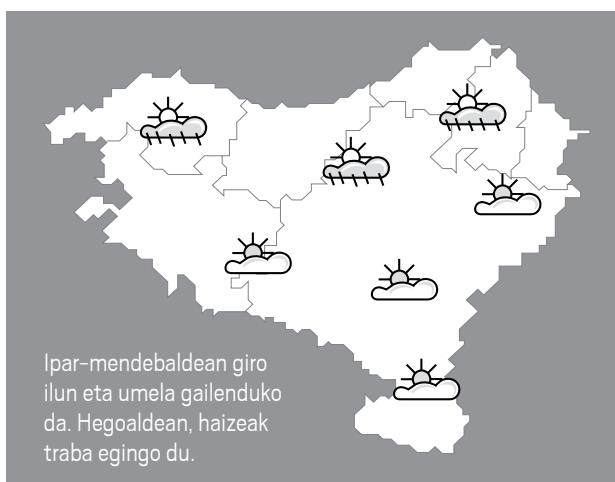 Ipar-mendebaldean giro
ilun eta umela gailenduko
da. Hegoaldean, haizeak
traba egingo du.